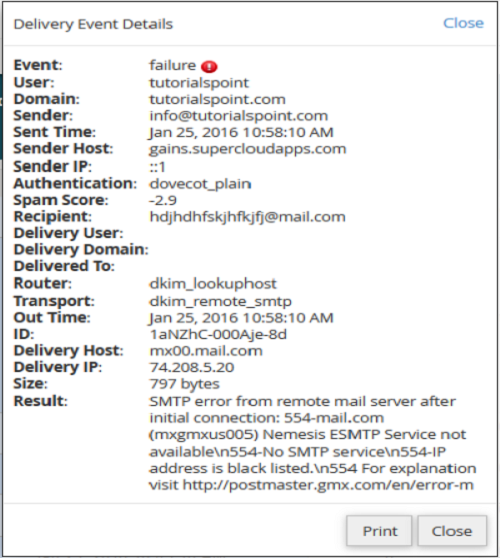 Delivery Event Details Close
Event: failure
User: tutorialspoint
Domain: tutorialspoint.com
Sender: info@tutorialspoint.com
Sent Time: Jan 25, 2016 10:58:10 AM
Sender Host: gains.supercloudapps.com
Sender IP: ::1
Authentication: dovecot_plain
Spam Score: -2.9
Recipient: hdjhdhfskjhfkjfj@mail.com
Delivery User:
Delivery Domain:
Delivered To:
Router: dkim_lookuphost
Transport: dkim_remote_smtp
Out Time: Jan 25, 2016 10:58:10 AM
ID: 1aNZhC-000Aje-8d
Delivery Host: mx00.mail.com
Delivery IP: 74.208.5.20
Size: 797 bytes
Result: SMTP error from remote mail server after
initial connection: 554-mail.com
(mxgmxus005) Nemesis ESMTP Service not
available\n554-No SMTP service\n554-IP
address is black listed.\n554 For explanation
visit http://postmaster.gmx.com/en/error-m
Print Close